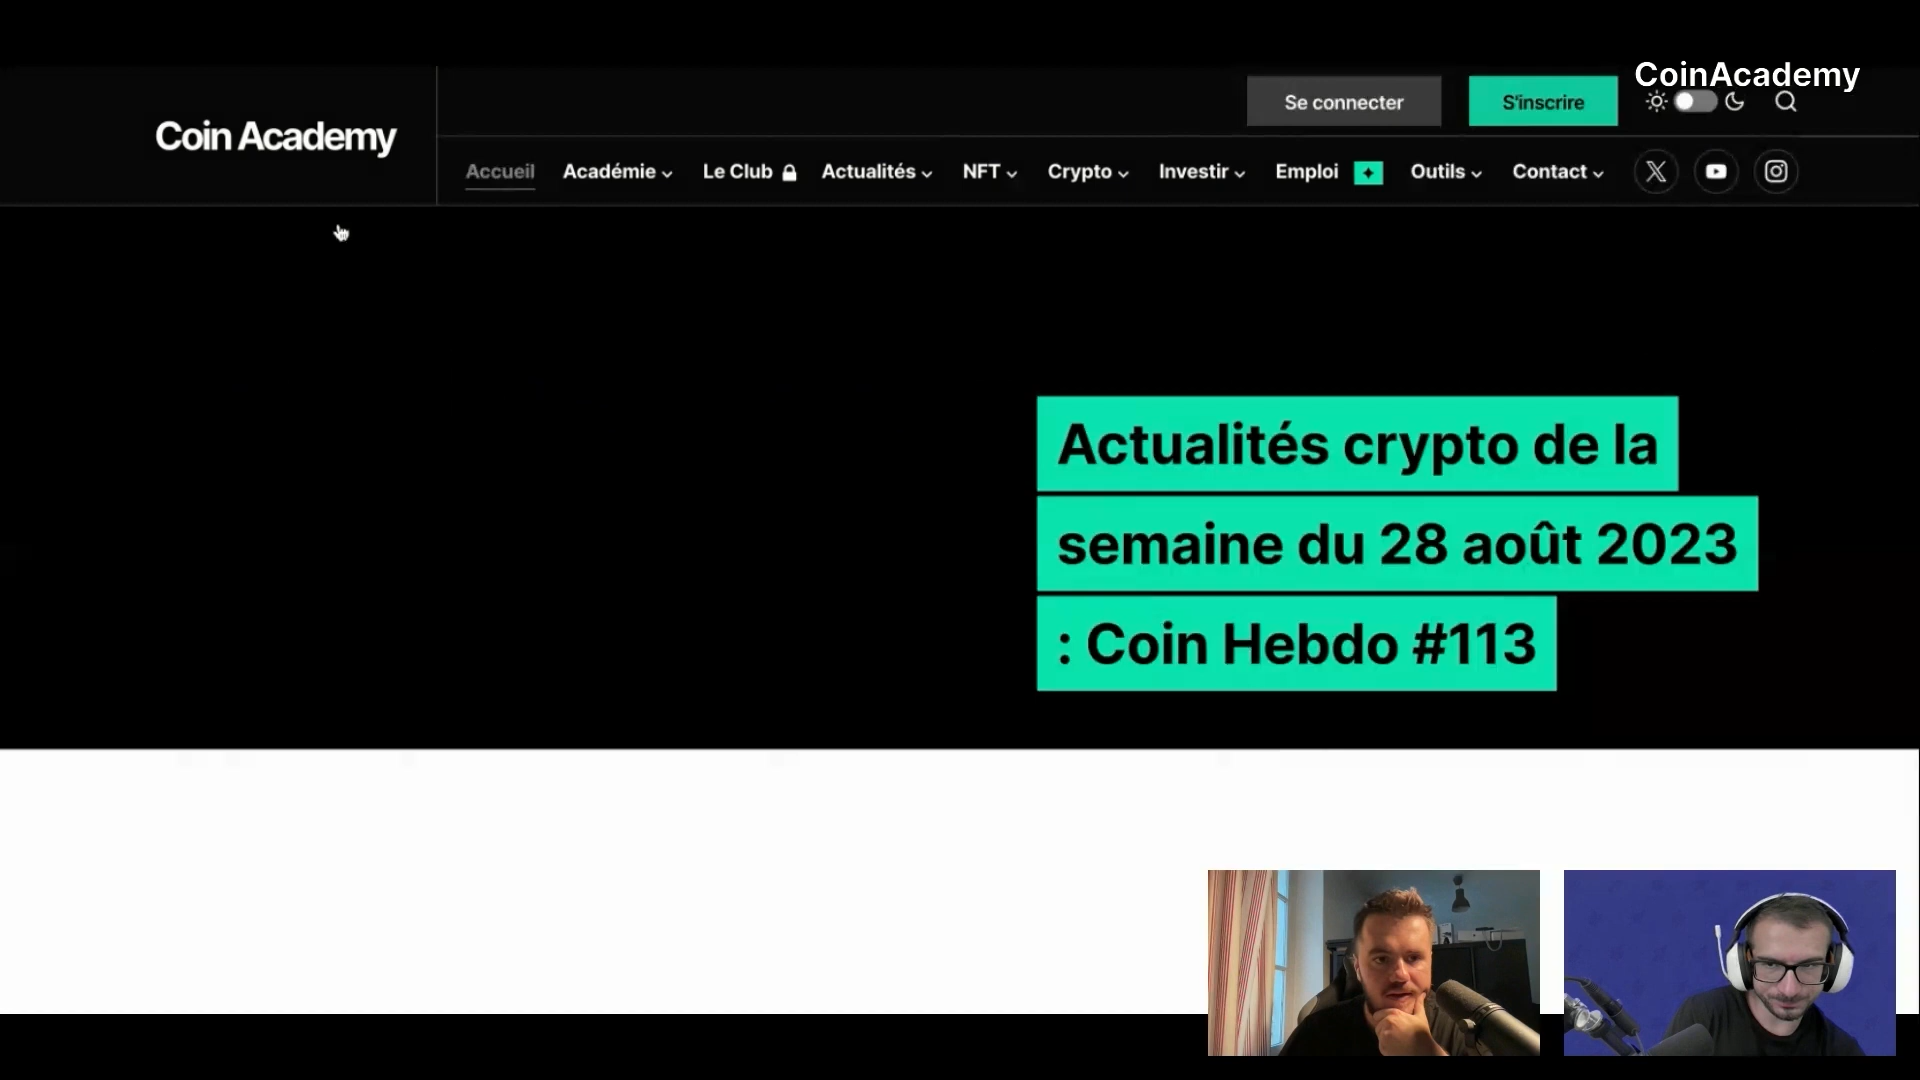 CoinAcademy
Coin Academy
Se connecter
S'inscrire
Accueil
Académie
Le Club
Actualités
NFT
Crypto
Investir
Emploi
Outils
Contact
Actualités crypto de la
semaine du 28 août 2023
: Coin Hebdo #113